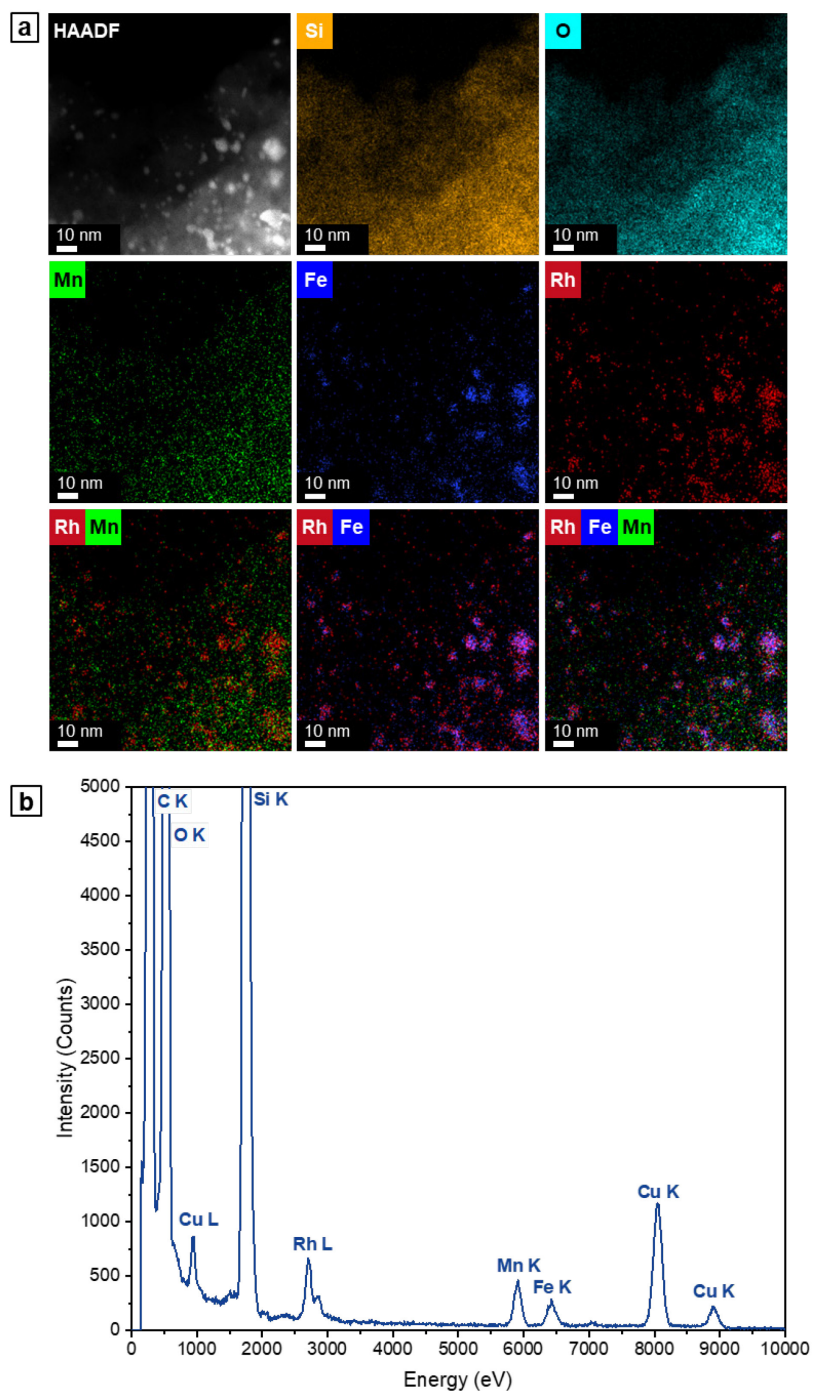 a
HAADF Si O
10 nm 10 nm 10 nm
Mn Fe Rh
10 nm 10 nm 10 nm
Rh Mn Rh Fe Rh Fe Mn
10 nm 10 nm 10 nm
b
5000
4500
4000
3500
3000
2500
2000
1500
1000
500
0
Intensity (Counts)
C K
O K
Si K
Cu L
Rh L
Mn K
Fe K
Cu K
Cu K
0 1000 2000 3000 4000 5000 6000 7000 8000 9000 10000
Energy (eV)